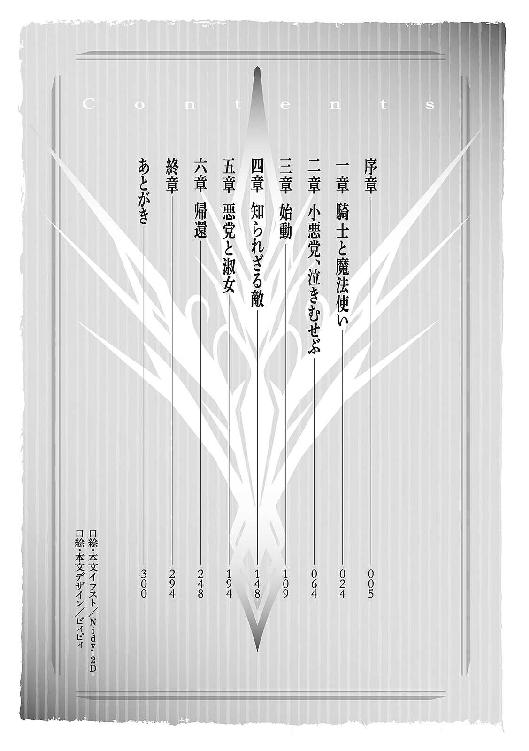 Contents
序章 005
一章 騎士と魔法使い 024
二章 小悪党、泣きむせぶ 064
三章 始動 109
四章 知られざる敵 148
五章 悪党と淑女 194
六章 帰還 248
終章 294
あとがき 300
口絵・本文イラスト／Nidy-2D
口絵・本文デザイン／ビィピィ